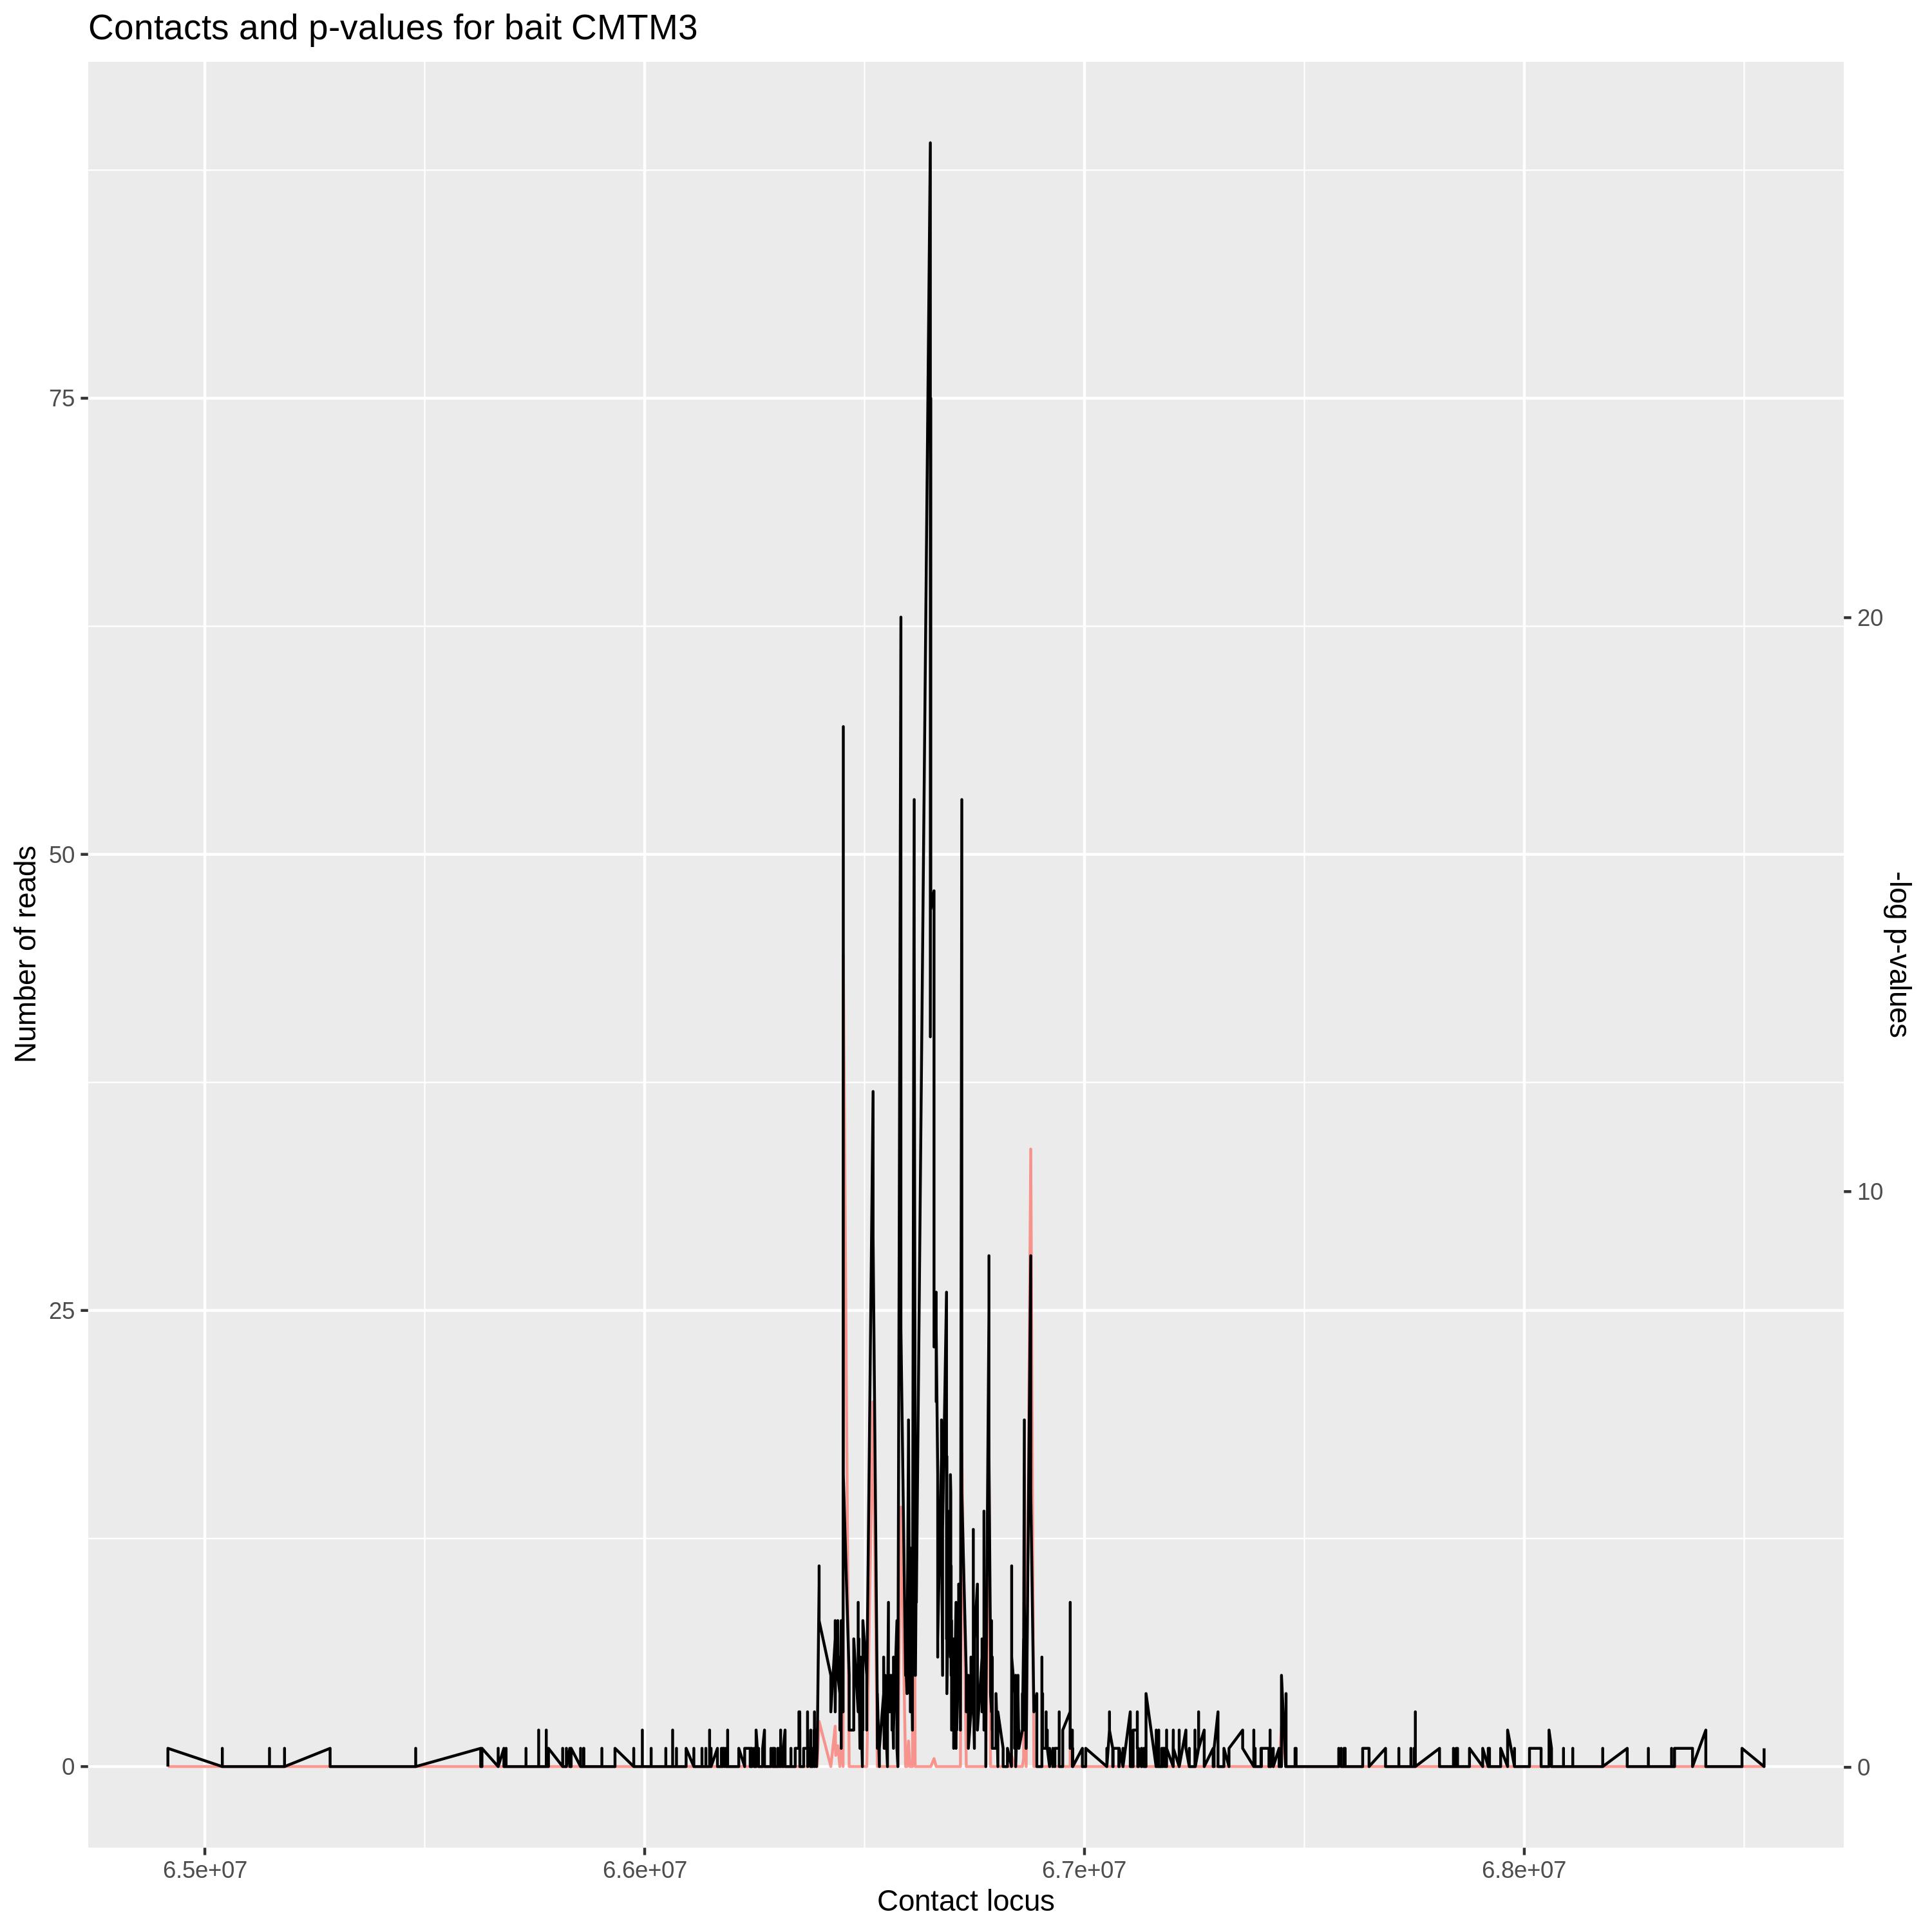 Contacts and p-values for bait CMTM3
Number of reads
75
50
25
0
20
10
0
-log p-values
6.5e+07
6.6e+07
6.7e+07
6.8e+07
Contact locus